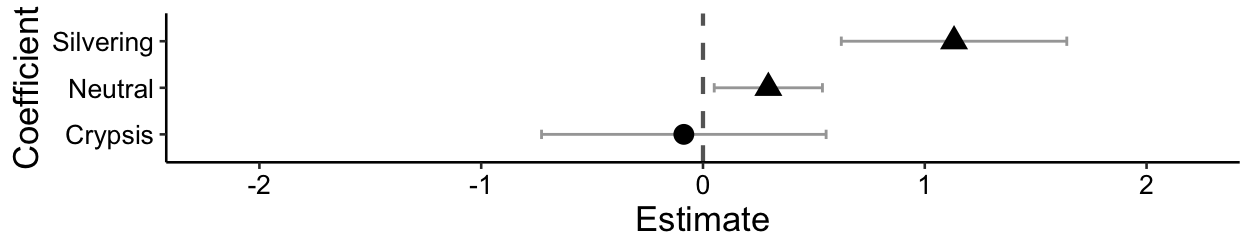 Coefficient
Silvering
Neutral
Crypsis
-2 -1 0 1 2
Estimate